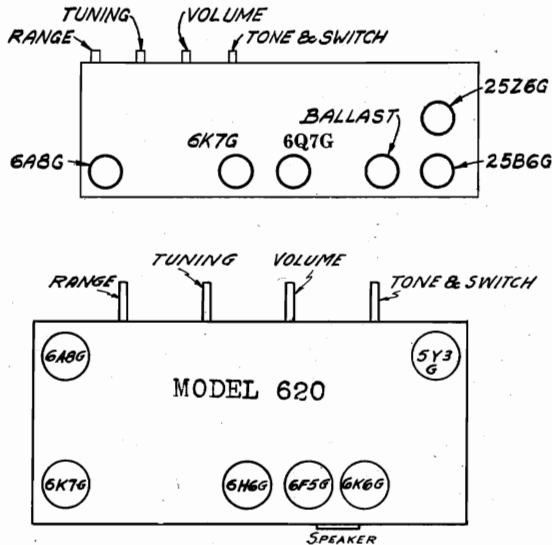 TUNING VOLUME
RANGE TONE & SWITCH
25Z6G
BALLAST
6K7G 6Q7G
6A8G 25B6G
TUNING VOLUME
RANGE TONE & SWITCH
6A8G 5Y3
G
MODEL 620
6K7G 6H6G 6F5G 6K6G
SPEAKER